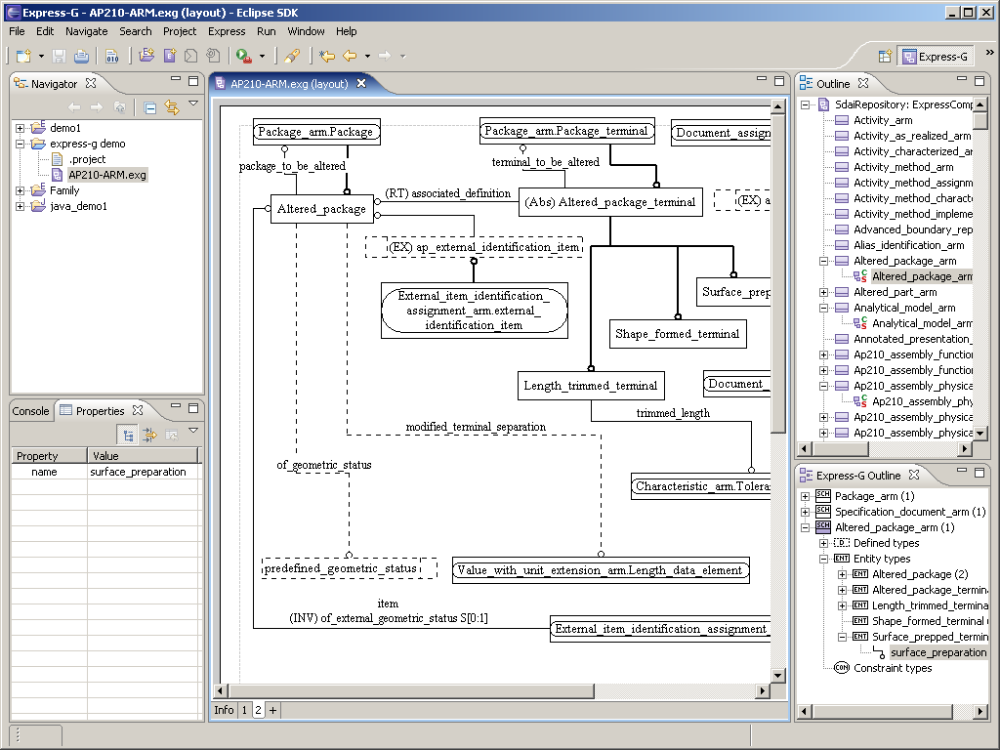 Express-G - AP210-ARM.exg (layout) - Eclipse SDK
File Edit Navigate Search Project Express Run Window Help
010
Express-G
»
Navigator
demo1
express-g demo
.project
AP210-ARM.exg
Family
java_demo1
Console
Properties
Property Value
name surface_preparation
AP210-ARM.exg (layout)
Package_arm.Package
Package_arm.Package_terminal
Document_assign
package_to_be_altered
terminal_to_be_altered
(RT) associated_definition
Altered_package
(Abs) Altered_package_terminal
(EX) a
(EX) ap_external_identification_item
External_item_identification_
assignment_arm.external_
identification_item
Surface_prep
Shape_formed_terminal
Length_trimmed_terminal
Document_
trimmed_length
modified_terminal_separation
of_geometric_status
Characteristic_arm.Tolera
predefined_geometric_status
Value_with_unit_extension_arm.Length_data_element
item
(INV) of_external_geometric_status S[0:1]
External_item_identification_assignment_
Info 1 2 +
Outline
SdaiRepository: ExpressComp
Activity_arm
Activity_as_realized_arm
Activity_characterized_ar
Activity_method_arm
Activity_method_assignm
Activity_method_charact
Activity_method_impleme
Advanced_boundary_rep
Alias_identification_arm
Altered_package_arm
Altered_package_arm
Altered_part_arm
Analytical_model_arm
Analytical_model_arm
Annotated_presentation_
Ap210_assembly_function
Ap210_assembly_function
Ap210_assembly_physica
Ap210_assembly_phy
Ap210_assembly_physica
Ap210_assembly_physica
Express-G Outline
SCH Package_arm (1)
SCH Specification_document_arm (1)
SCH Altered_package_arm (1)
D Defined types
ENT Entity types
ENT Altered_package (2)
ENT Altered_package_termina
ENT Length_trimmed_termina
ENT Shape_formed_terminal
ENT Surface_prepped_termin
surface_preparation
CON Constraint types